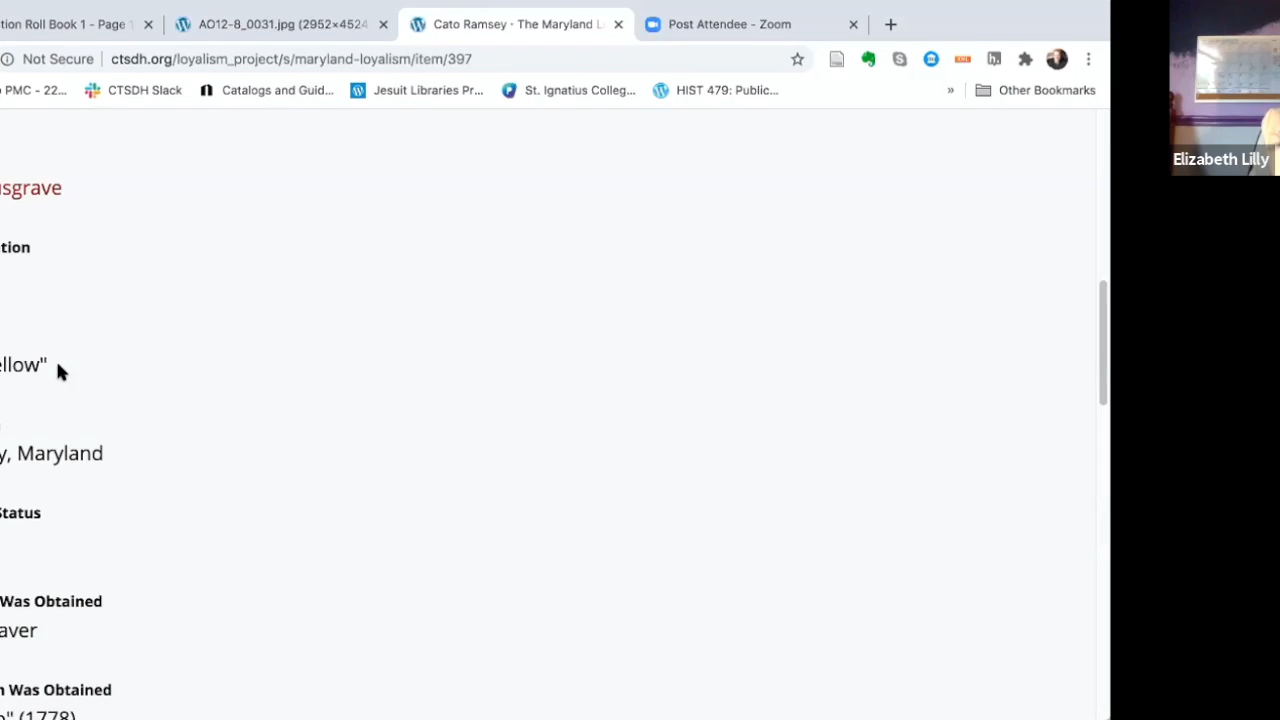 tion Roll Book 1 - Page 1
AO12-8_0031.jpg (2952×4524
Cato Ramsey · The Maryland L
Post Attendee - Zoom
Not Secure
ctsdh.org/loyalism_project/s/maryland-loyalism/item/397
PMC - 22...
CTSDH Slack
Catalogs and Guid...
Jesuit Libraries Pr...
St. Ignatius Colleg...
HIST 479: Public...
»
Other Bookmarks
Elizabeth Lilly
usgrave
tion
ellow"
y, Maryland
Status
Was Obtained
aver
n Was Obtained
" (1778)